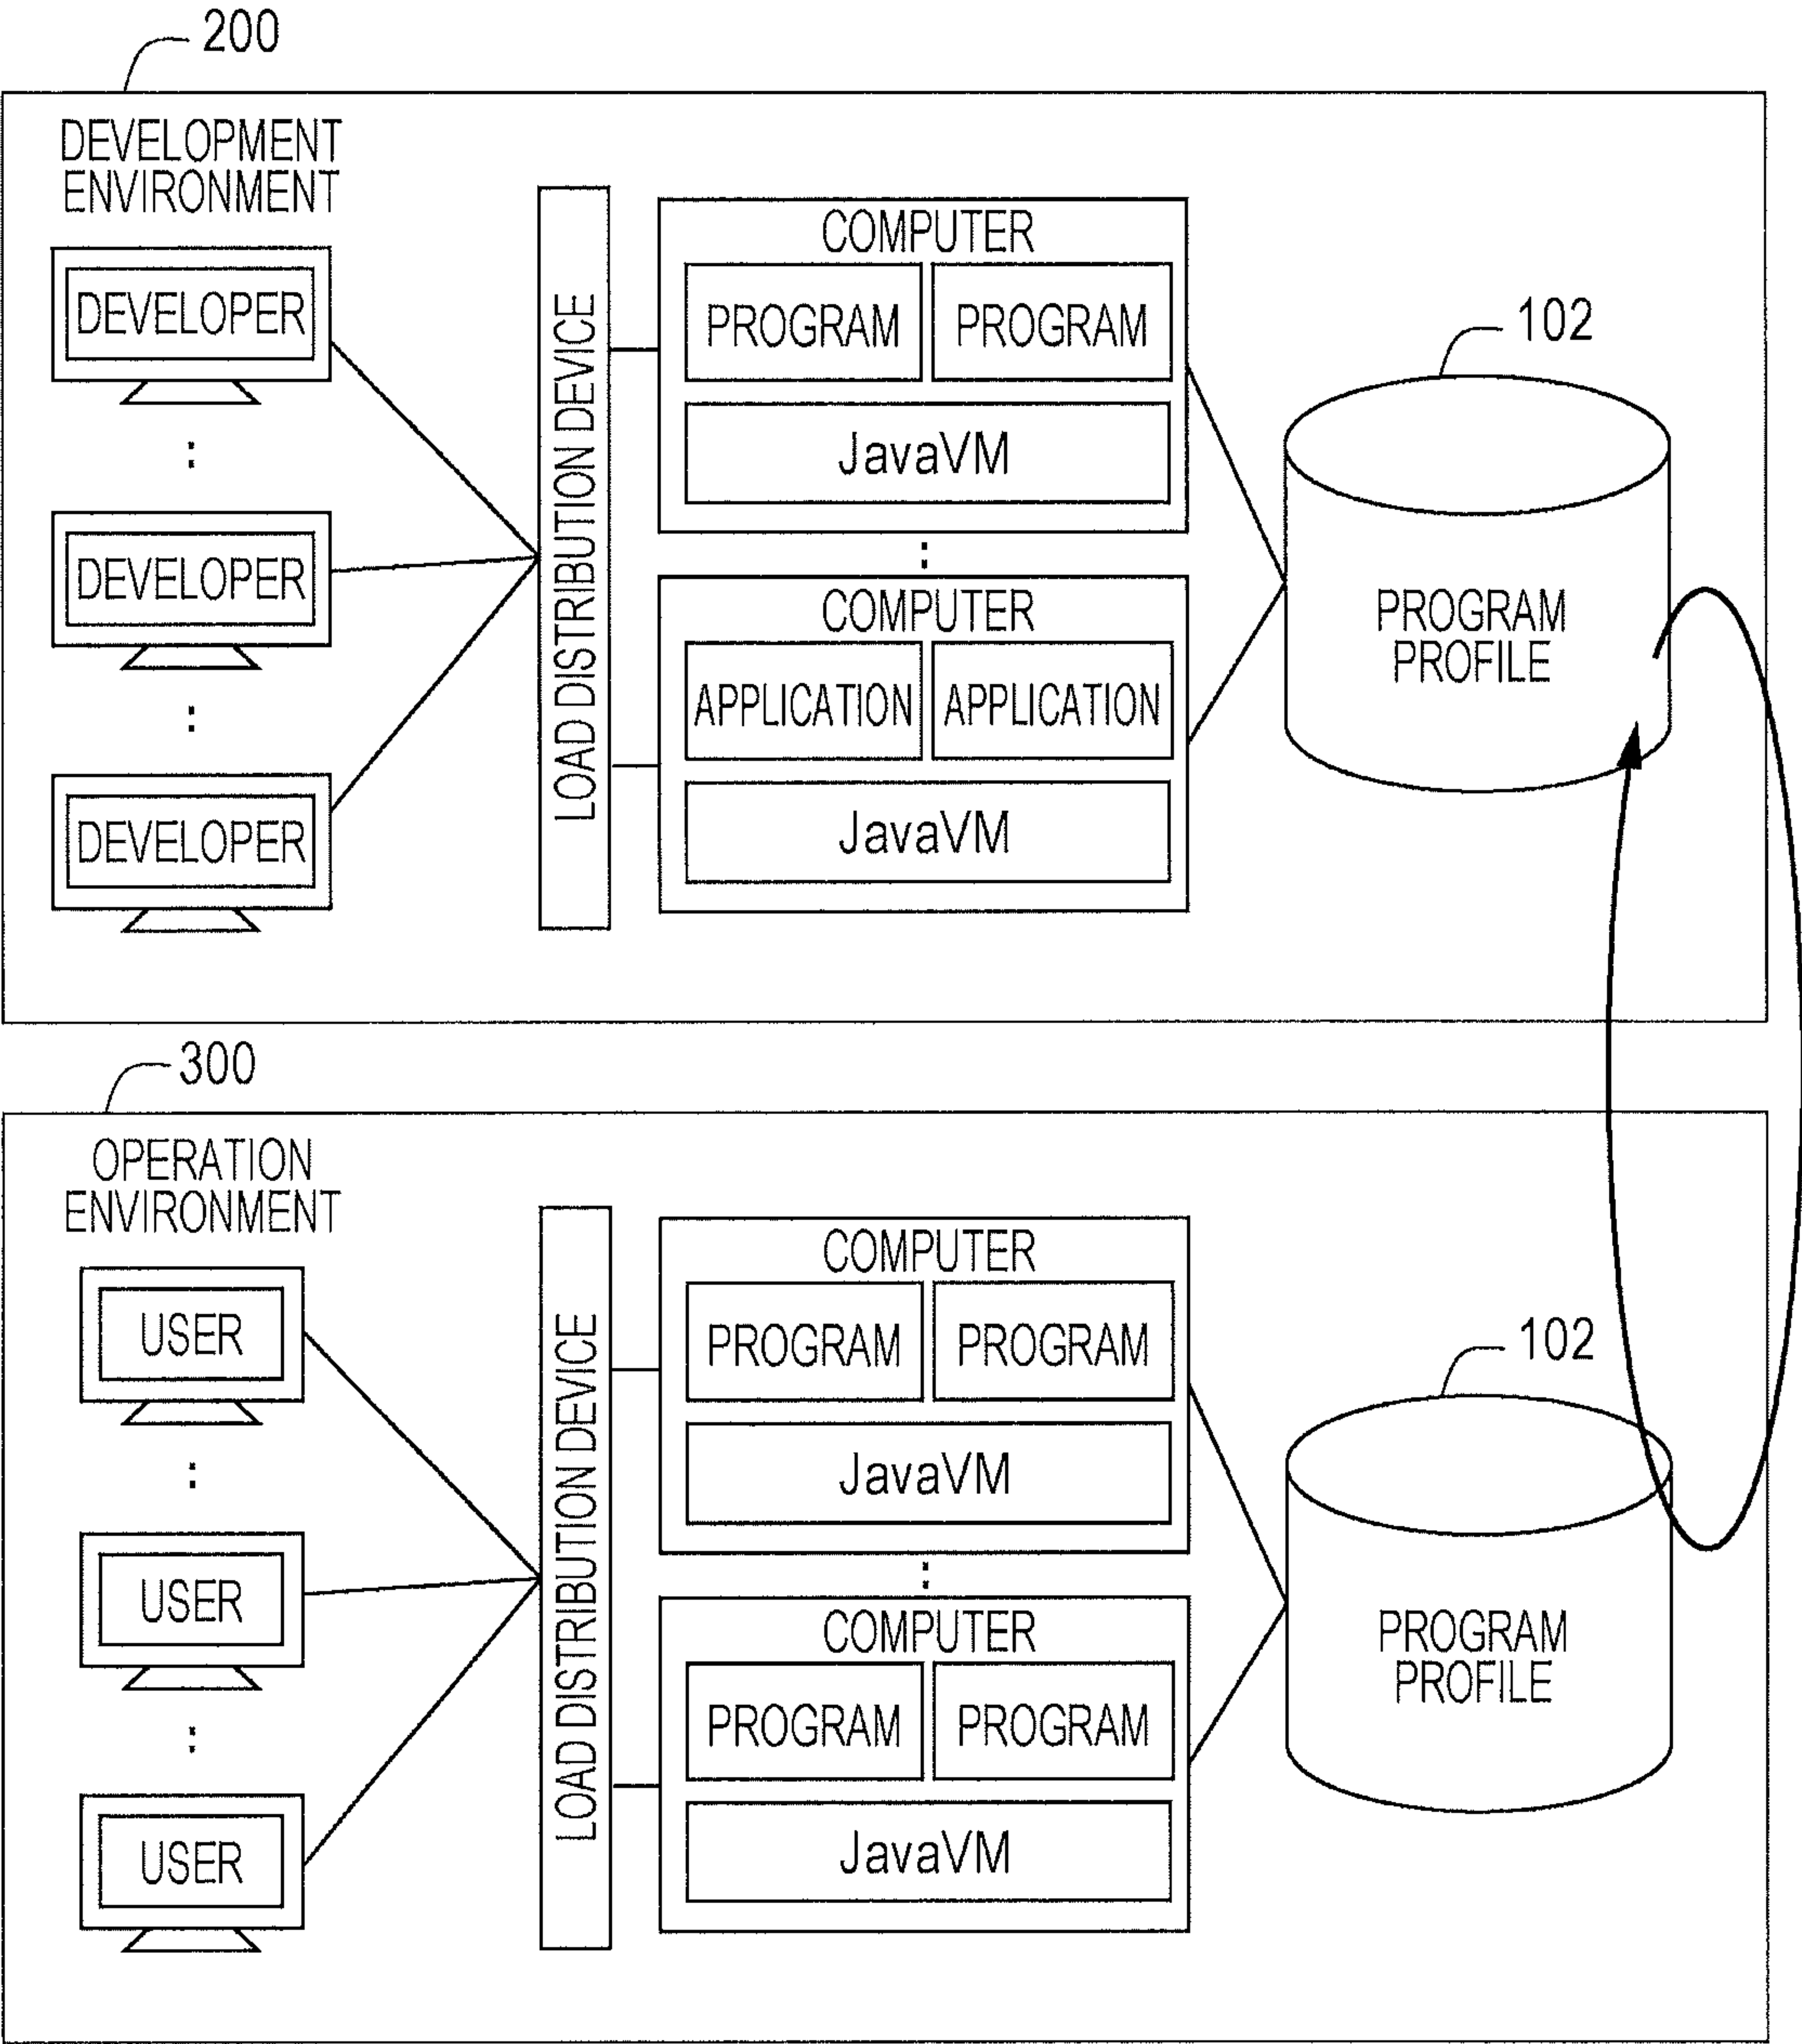 200
DEVELOPMENT
ENVIRONMENT
DEVELOPER
:
DEVELOPER
:
DEVELOPER
LOAD DISTRIBUTION DEVICE
COMPUTER
PROGRAM PROGRAM
JavaVM
:
COMPUTER
APPLICATION APPLICATION
JavaVM
102
PROGRAM
PROFILE
300
OPERATION
ENVIRONMENT
USER
:
USER
:
USER
LOAD DISTRIBUTION DEVICE
COMPUTER
PROGRAM PROGRAM
JavaVM
:
COMPUTER
PROGRAM PROGRAM
JavaVM
102
PROGRAM
PROFILE